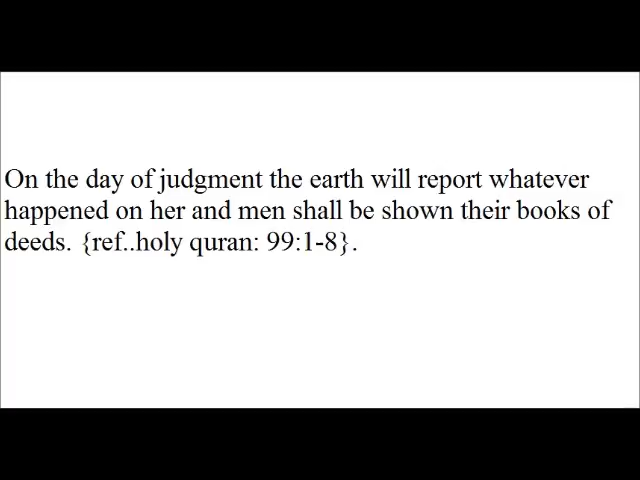 On the day of judgment the earth will report whatever
happened on her and men shall be shown their books of
deeds. {ref..holy quran: 99:1-8}.